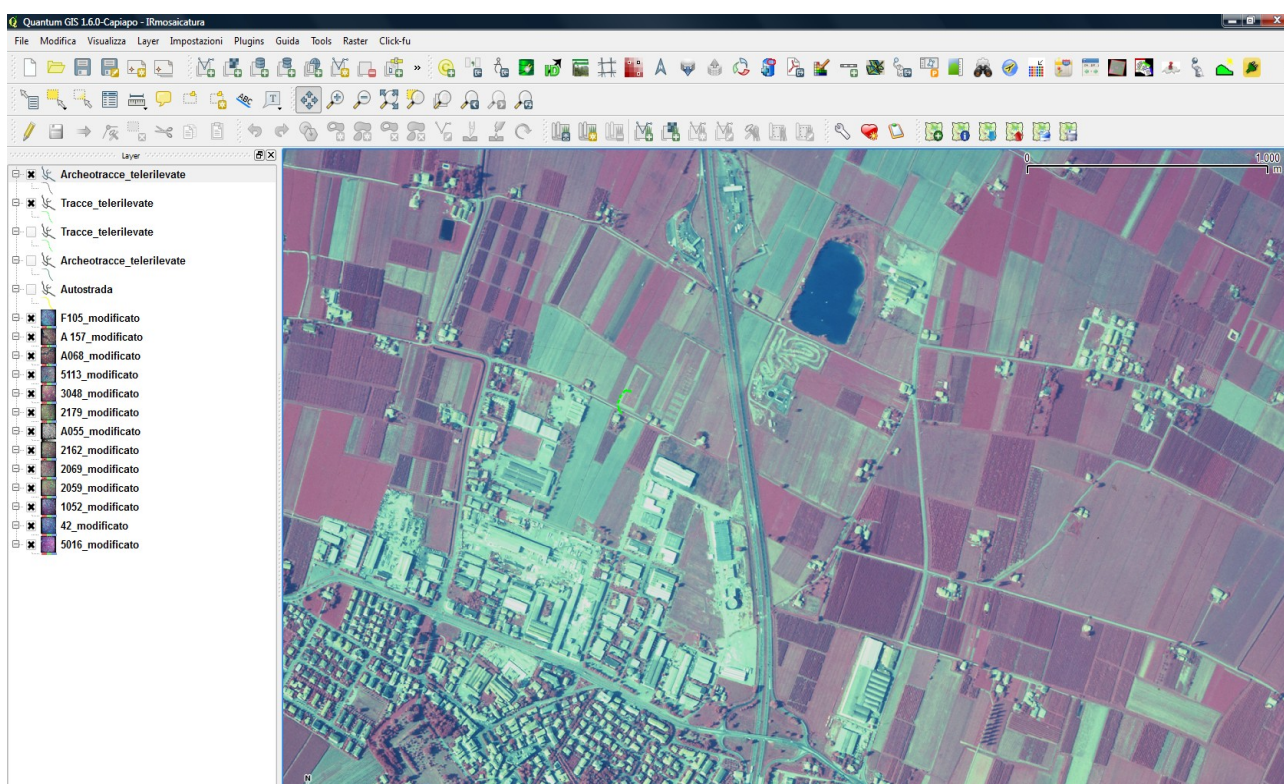 Quantum GIS 1.6.0-Capiapo - IRmosaicatura
File Modifica Visualizza Layer Impostazioni Plugins Guida Tools Raster Click-fu
Layer
Archeotracce_telerilevate
Tracce_telerilevate
Tracce_telerilevate
Archeotracce_telerilevate
Autostrada
F105_modificato
A 157_modificato
A068_modificato
5113_modificato
3048_modificato
2179_modificato
A055_modificato
2162_modificato
2069_modificato
2059_modificato
1052_modificato
42_modificato
5016_modificato
0 1.000
m
N